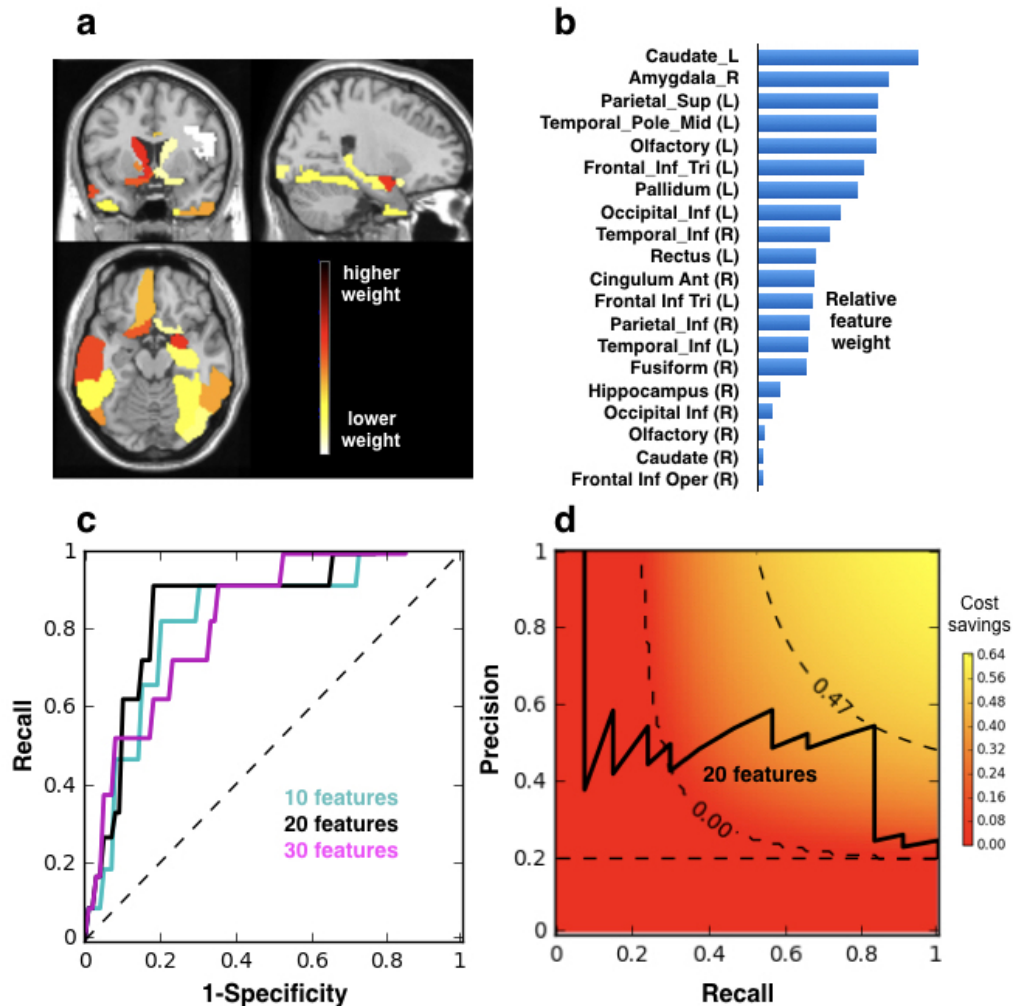 a
higher
weight
lower
weight
b
Caudate_L
Amygdala_R
Parietal_Sup (L)
Temporal_Pole_Mid (L)
Olfactory (L)
Frontal_Inf_Tri (L)
Pallidum (L)
Occipital_Inf (L)
Temporal_Inf (R)
Rectus (L)
Cingulum Ant (R)
Frontal Inf Tri (L)
Parietal_Inf (R)
Temporal_Inf (L)
Fusiform (R)
Hippocampus (R)
Occipital Inf (R)
Olfactory (R)
Caudate (R)
Frontal Inf Oper (R)
Relative
feature
weight
c
Recall
1
0.8
0.6
0.4
0.2
0
10 features
20 features
30 features
0 0.2 0.4 0.6 0.8 1
1-Specificity
d
Precision
1
0.8
0.6
0.4
0.2
0
0.47
20 features
0.00
0 0.2 0.4 0.6 0.8 1
Recall
Cost
savings
0.64
0.56
0.48
0.40
0.32
0.24
0.16
0.08
0.00